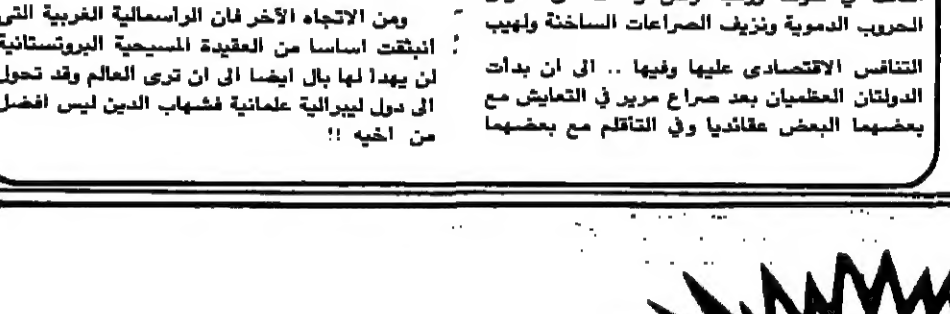 الحروب الدموية ونزيف الصراعات الساخنة ولهيب
التنافس الاقتصادى عليها وفيها .. الى ان بدأت
الدولتان العظميان بعد صراع مرير في التعايش مع
بعضهما البعض عقائديا وفي التأقلم مع بعضهما
ومن الاتجاه الآخر فان الرأسمالية الغربية التي
انبثقت اساسا من العقيدة المسيحية البروتستانية
لن يهدا لها بال ايضا الى ان ترى العالم وقد تحول
الى دول ليبرالية علمانية فشهاب الدين ليس افضل
من اخيه !!